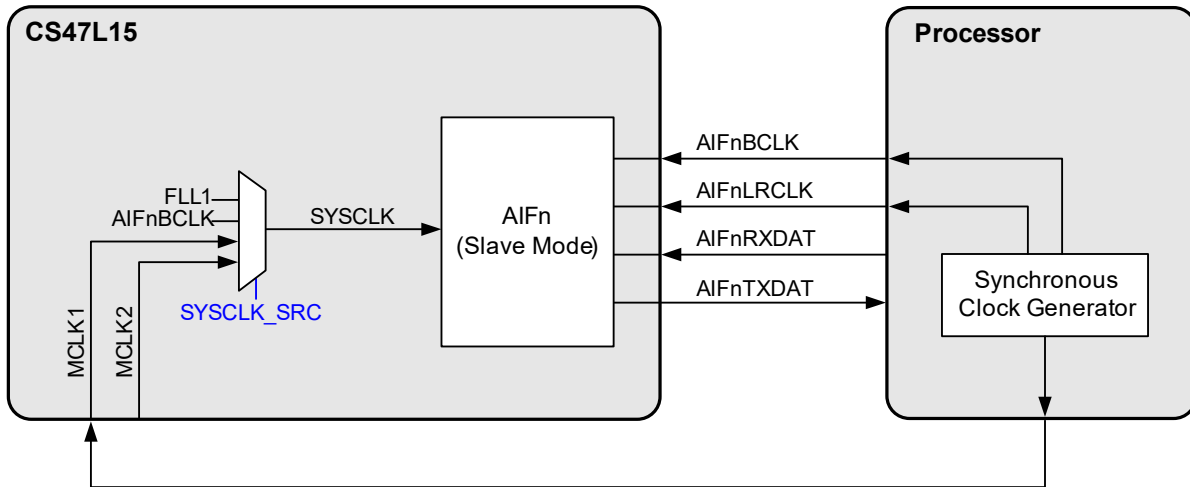 CS47L15
Processor
AIFnBCLK
FLL1
AIFnBCLK
SYSCLK
AIFn
(Slave Mode)
AIFnLRCLK
AIFnRXDAT
AIFnTXDAT
Synchronous
Clock Generator
SYSCLK_SRC
MCLK1
MCLK2